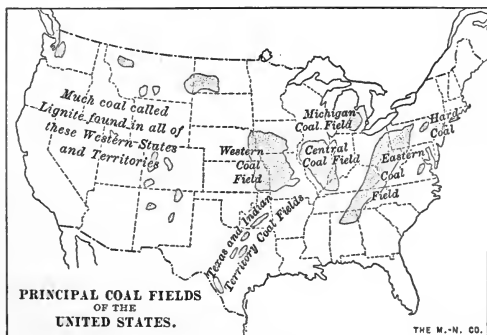 Much coal called
Lignite found in all of
these Western States
and Territories
Michigan
Coal Field
Hard
Coal
Western
Coal
Field
Central
Coal Field
Eastern
Coal
Field
Texas and Indian
Territory Coal Fields
PRINCIPAL COAL FIELDS
OF THE
UNITED STATES.
THE M.-N. CO.